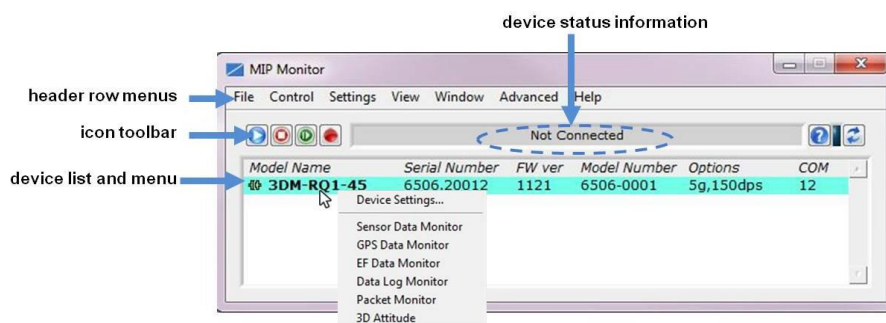 device status information
MIP Monitor
header row menus
File Control Settings View Window Advanced Help
icon toolbar
Not Connected
device list and menu
Model Name Serial Number FW ver Model Number Options COM
3DM-RQ1-45 6506.20012 1121 6506-0001 5g,150dps 12
Device Settings...
Sensor Data Monitor
GPS Data Monitor
EF Data Monitor
Data Log Monitor
Packet Monitor
3D Attitude